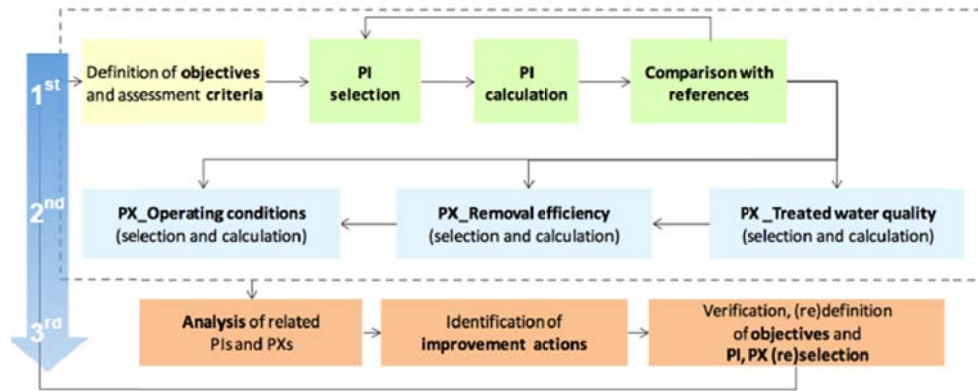 1st
Definition of objectives
and assessment criteria
PI
selection
PI
calculation
Comparison with
references
2nd
PX_Operating conditions
(selection and calculation)
PX_Removal efficiency
(selection and calculation)
PX_Treated water quality
(selection and calculation)
3rd
Analysis of related
PIs and PXs
Identification of
improvement actions
Verification, (re)definition
of objectives and
PI, PX (re)selection